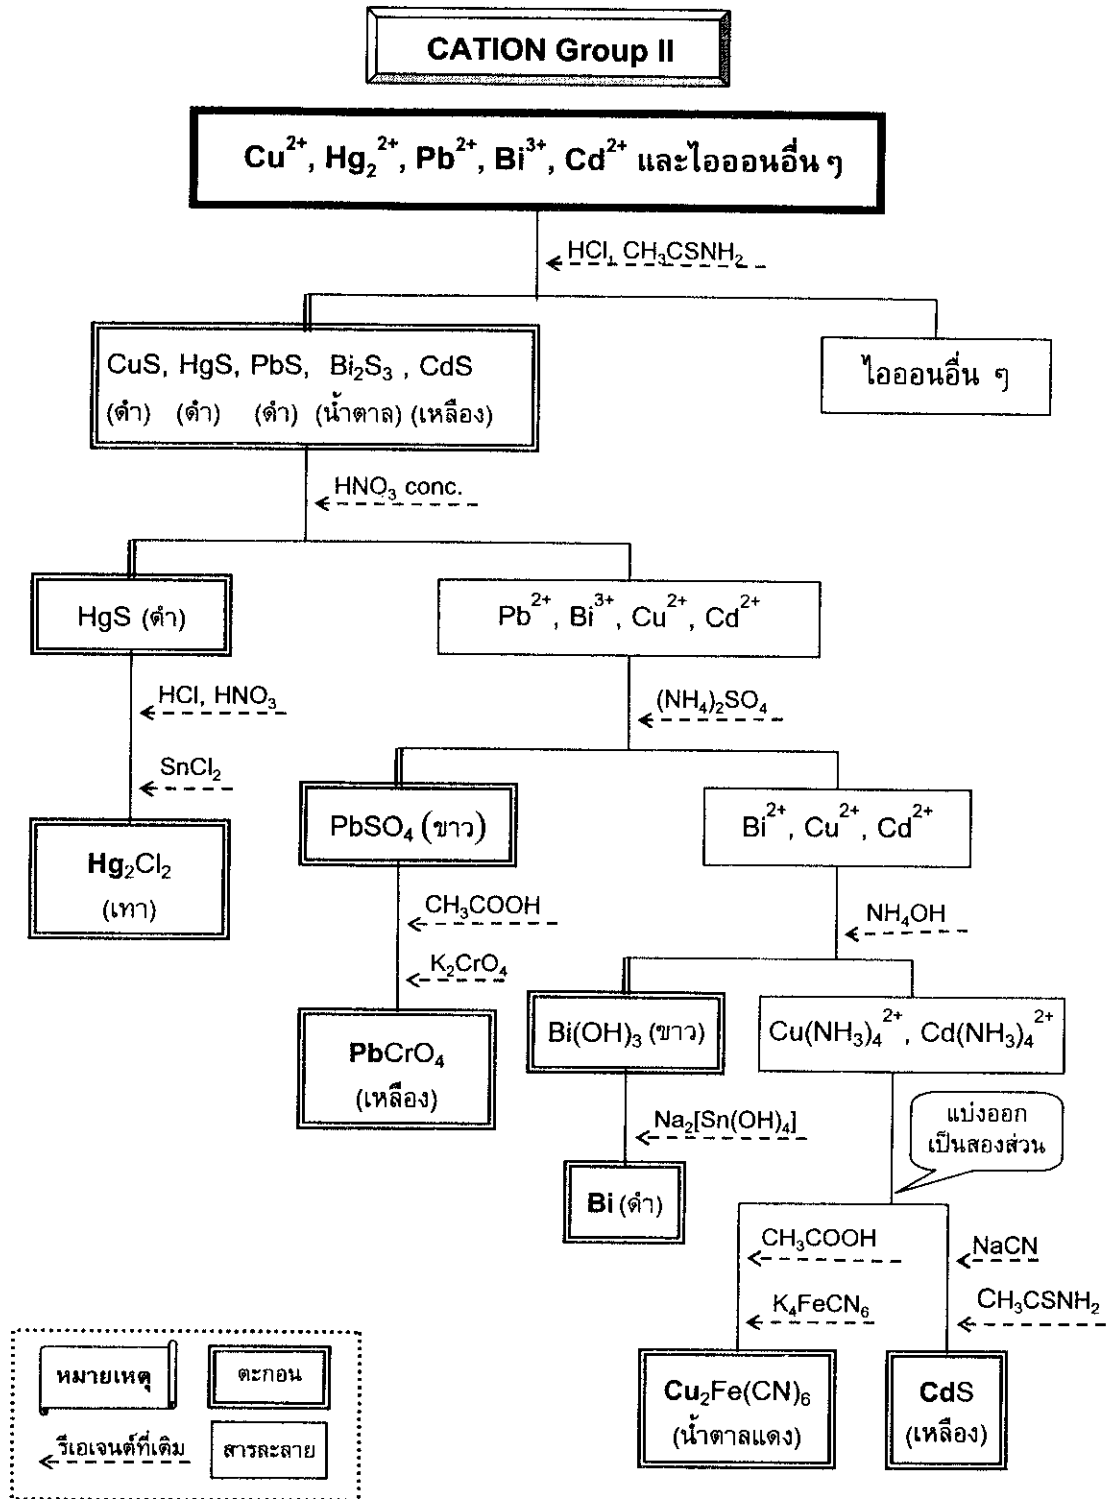 CATION Group II
Cu²⁺, Hg₂²⁺, Pb²⁺, Bi³⁺, Cd²⁺ และไอออนอื่น ๆ
HCl, CH₃CSNH₂
CuS, HgS, PbS, Bi₂S₃ , CdS
(ดำ) (ดำ) (ดำ) (น้ำตาล) (เหลือง)
ไอออนอื่น ๆ
HNO₃ conc.
HgS (ดำ)
Pb²⁺, Bi³⁺, Cu²⁺, Cd²⁺
HCl, HNO₃
(NH₄)₂SO₄
SnCl₂
PbSO₄ (ขาว)
Bi²⁺, Cu²⁺, Cd²⁺
Hg₂Cl₂
(เทา)
CH₃COOH
NH₄OH
K₂CrO₄
Bi(OH)₃ (ขาว)
Cu(NH₃)₄²⁺, Cd(NH₃)₄²⁺
PbCrO₄
(เหลือง)
Na₂[Sn(OH)₄]
แบ่งออก
เป็นสองส่วน
Bi (ดำ)
CH₃COOH
NaCN
K₄FeCN₆
CH₃CSNH₂
Cu₂Fe(CN)₆
(น้ำตาลแดง)
CdS
(เหลือง)
หมายเหตุ
ตะกอน
รีเอเจนต์ที่เติม
สารละลาย